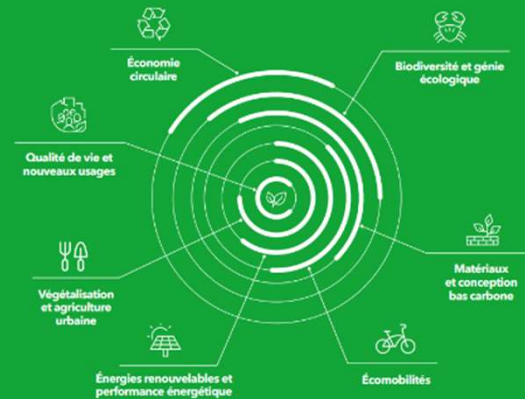 Économie
circulaire
Biodiversité et génie
écologique
Qualité de vie et
nouveaux usages
Matériaux
et conception
bas carbone
Végétalisation
et agriculture
urbaine
Énergies renouvelables et
performance énergétique
Écomobilités